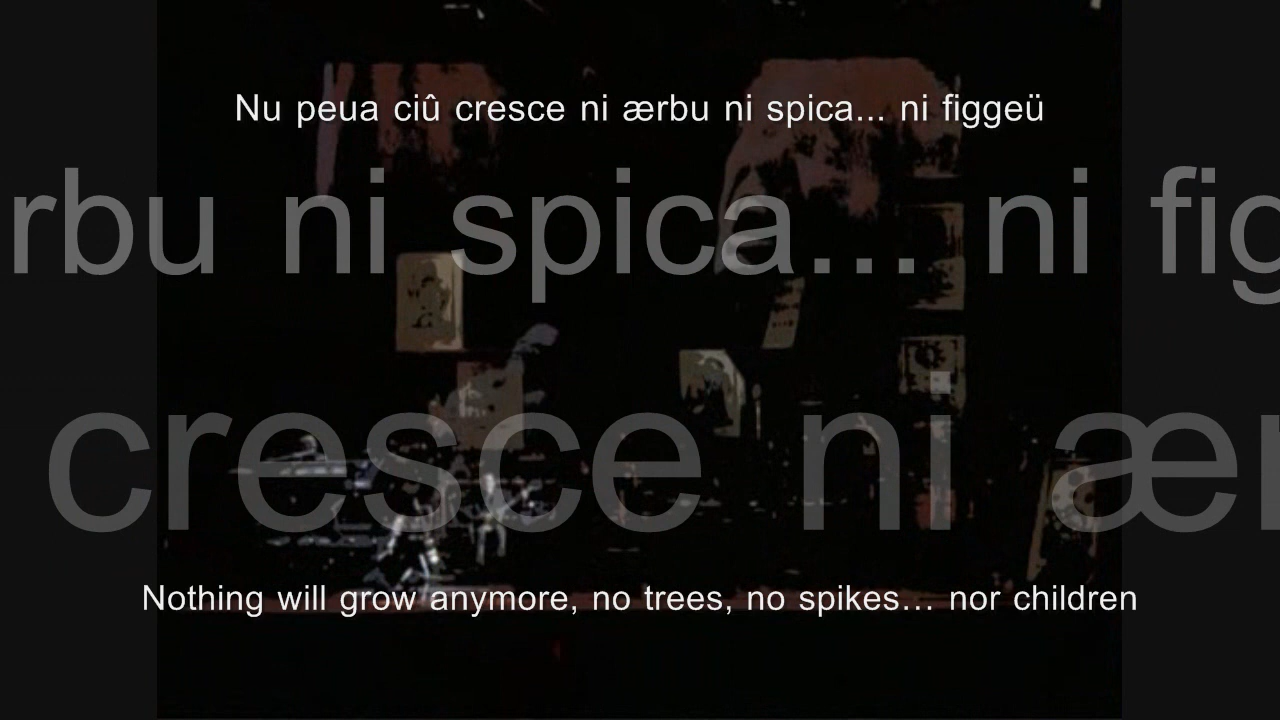 Nu peua ciû cresce ni ærbu ni spica... ni figgeü
rbu ni spica... ni fig
cresce ni ær
Nothing will grow anymore, no trees, no spikes... nor children